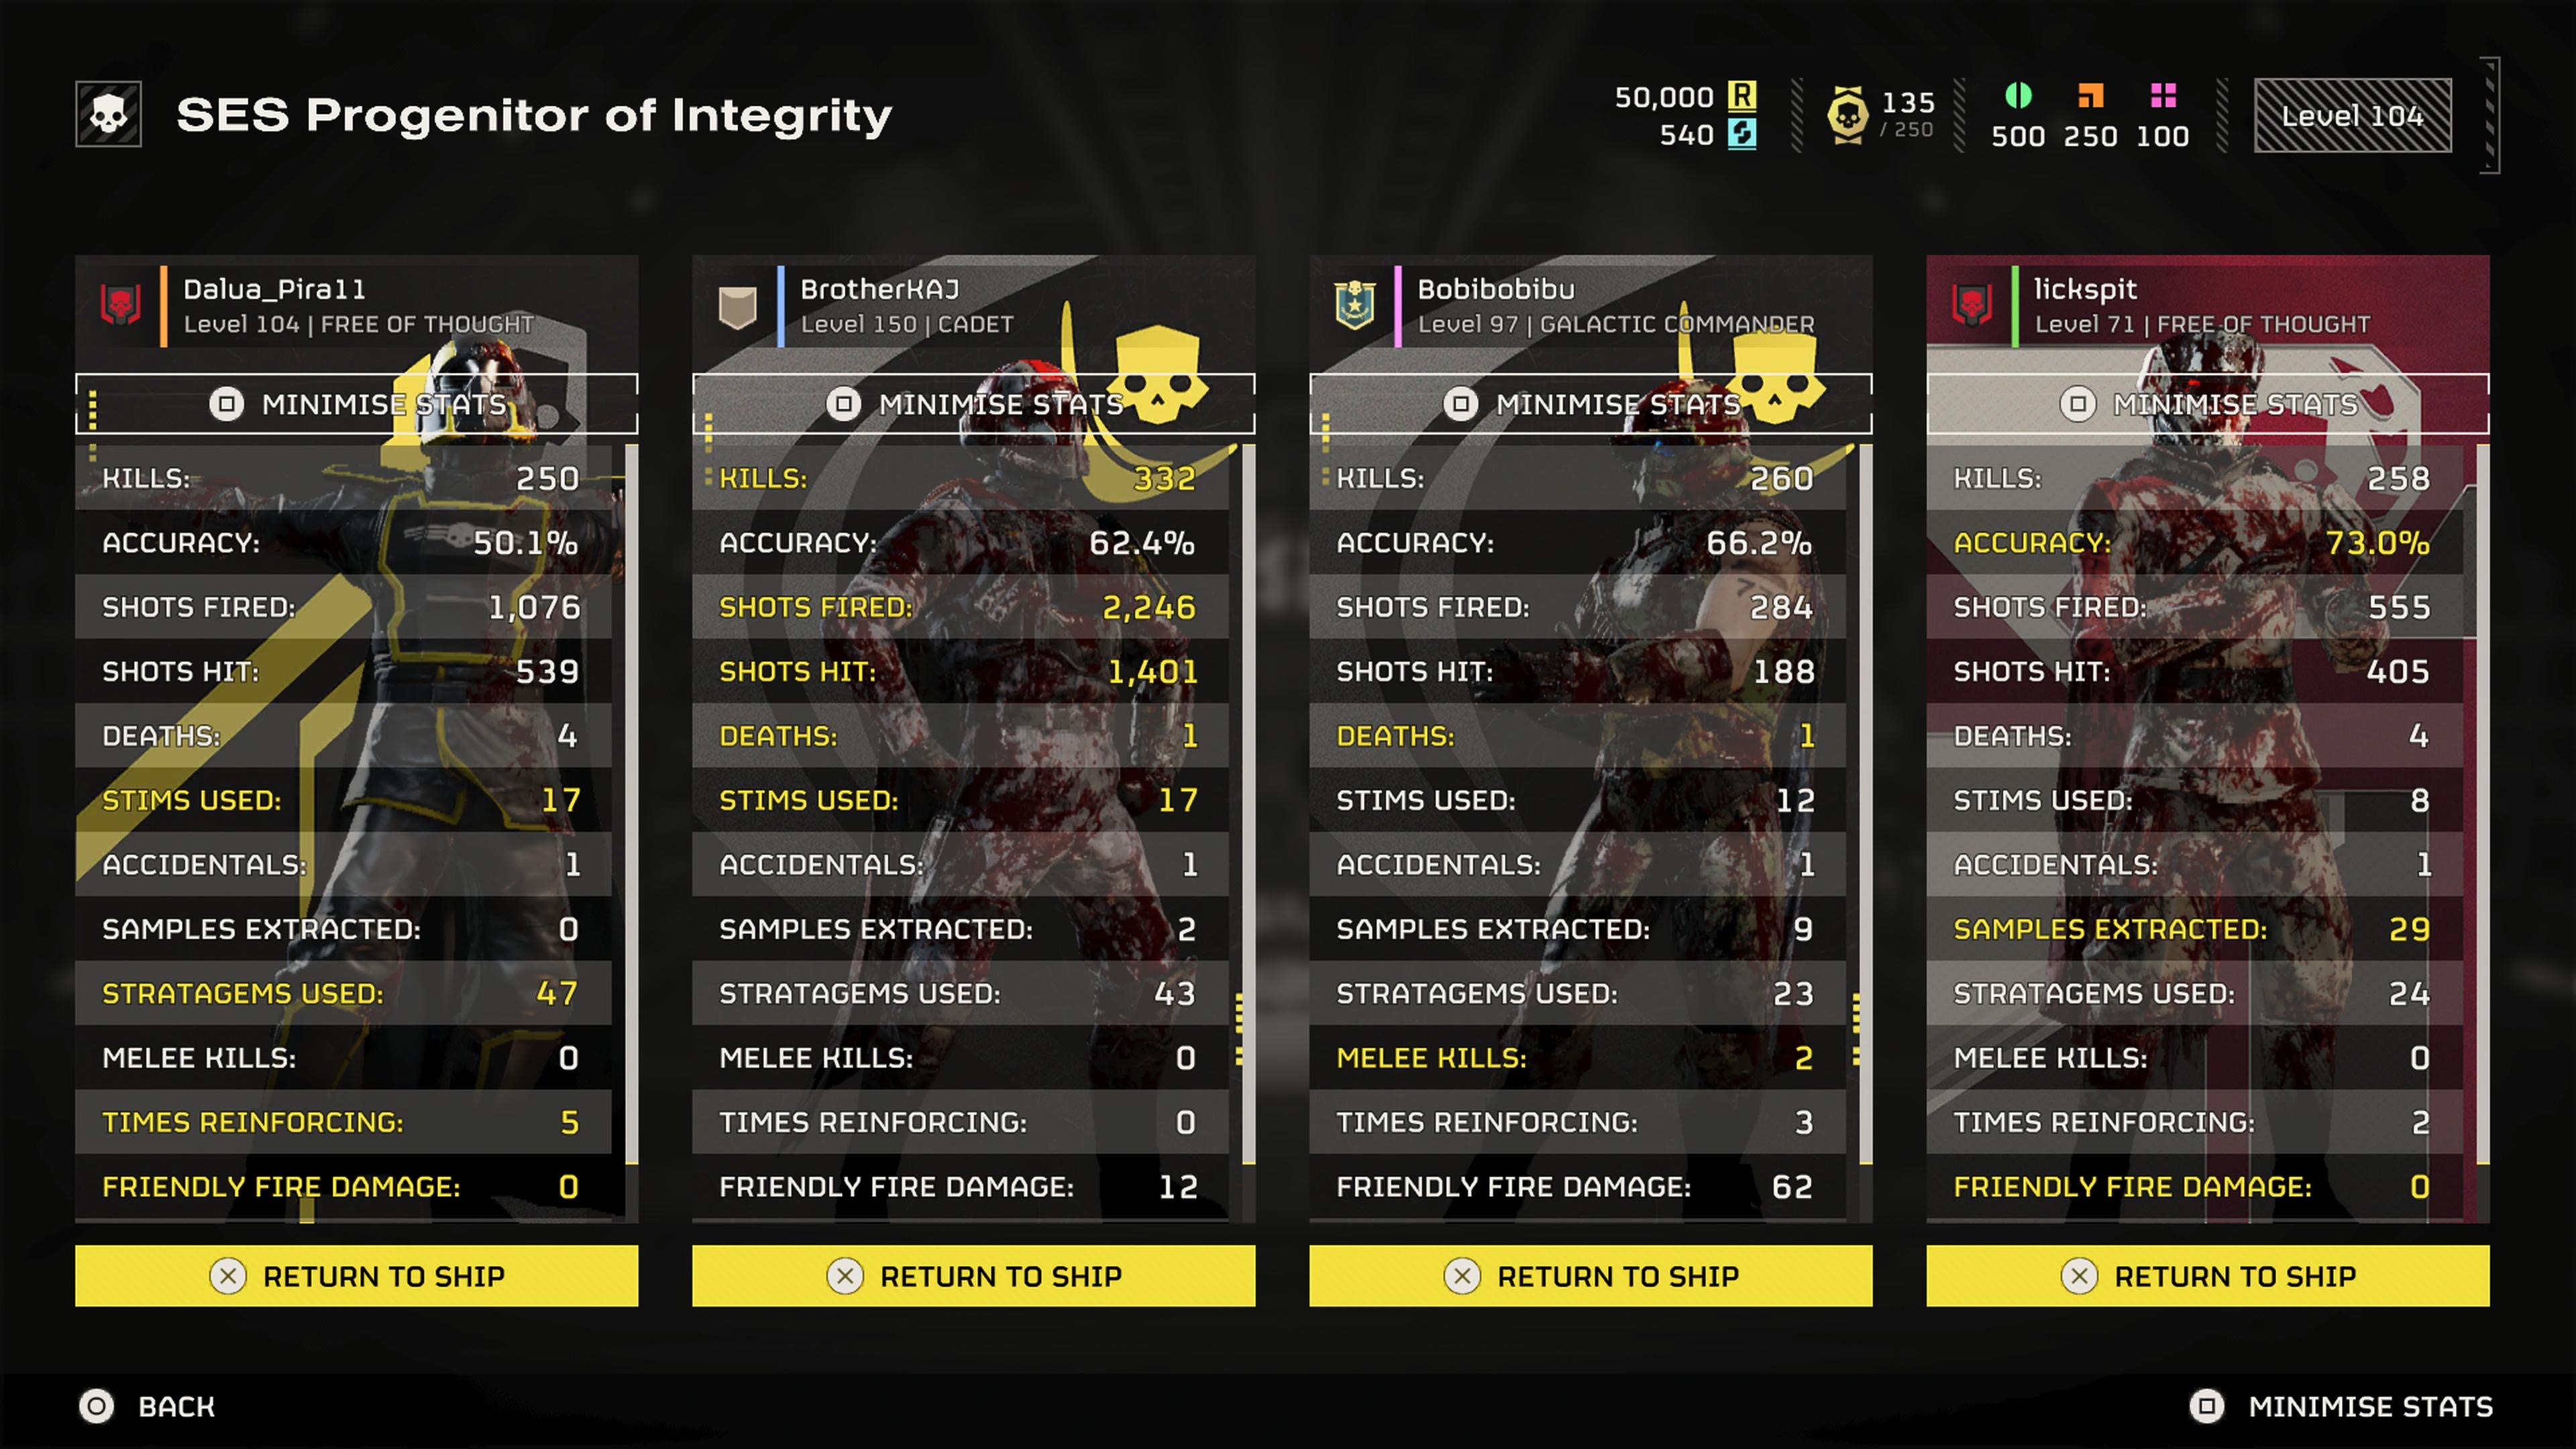 SES Progenitor of Integrity
50,000
540
135
/ 250
500 250 100
Level 104
Dalua_Pira11
Level 104 | FREE OF THOUGHT
MINIMISE STATS
KILLS: 250
ACCURACY: 50.1%
SHOTS FIRED: 1,076
SHOTS HIT: 539
DEATHS: 4
STIMS USED: 17
ACCIDENTALS: 1
SAMPLES EXTRACTED: 0
STRATAGEMS USED: 47
MELEE KILLS: 0
TIMES REINFORCING: 5
FRIENDLY FIRE DAMAGE: 0
RETURN TO SHIP
BrotherKAJ
Level 150 | CADET
MINIMISE STATS
KILLS: 332
ACCURACY: 62.4%
SHOTS FIRED: 2,246
SHOTS HIT: 1,401
DEATHS: 1
STIMS USED: 17
ACCIDENTALS: 1
SAMPLES EXTRACTED: 2
STRATAGEMS USED: 43
MELEE KILLS: 0
TIMES REINFORCING: 0
FRIENDLY FIRE DAMAGE: 12
RETURN TO SHIP
Bobibobibu
Level 97 | GALACTIC COMMANDER
MINIMISE STATS
KILLS: 260
ACCURACY: 66.2%
SHOTS FIRED: 284
SHOTS HIT: 188
DEATHS: 1
STIMS USED: 12
ACCIDENTALS: 1
SAMPLES EXTRACTED: 9
STRATAGEMS USED: 23
MELEE KILLS: 2
TIMES REINFORCING: 3
FRIENDLY FIRE DAMAGE: 62
RETURN TO SHIP
lickspit
Level 71 | FREE OF THOUGHT
MINIMISE STATS
KILLS: 258
ACCURACY: 73.0%
SHOTS FIRED: 555
SHOTS HIT: 405
DEATHS: 4
STIMS USED: 8
ACCIDENTALS: 1
SAMPLES EXTRACTED: 29
STRATAGEMS USED: 24
MELEE KILLS: 0
TIMES REINFORCING: 2
FRIENDLY FIRE DAMAGE: 0
RETURN TO SHIP
BACK
MINIMISE STATS